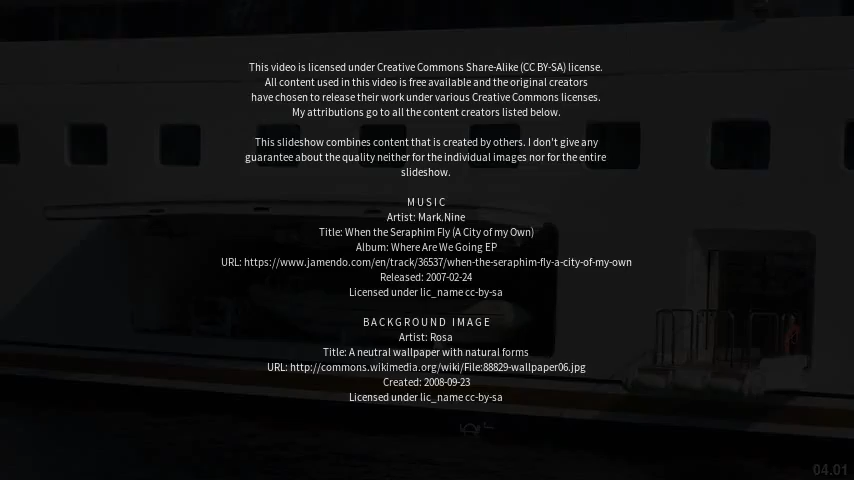 This video is licensed under Creative Commons Share-Alike (CC BY-SA) license.
All content used in this video is free available and the original creators
have chosen to release their work under various Creative Commons licenses.
My attributions go to all the content creators listed below.
This slideshow combines content that is created by others. I don't give any
guarantee about the quality neither for the individual images nor for the entire
slideshow.
MUSIC
Artist: Mark,Nine
Title: When the Seraphim Fly (A City of my Own)
Album: Where Are We Going EP
URL: https://www.jamendo.com/en/track/36537/when-the-seraphim-fly-a-city-of-my-own
Released: 2007-02-24
Licensed under lic_name cc-by-sa
BACKGROUND IMAGE
Artist: Rosa
Title: A neutral wallpaper with natural forms
URL: http://commons.wikimedia.org/wiki/File:88829-wallpaper06.jpg
Created: 2008-09-23
Licensed under lic_name cc-by-sa
04.01